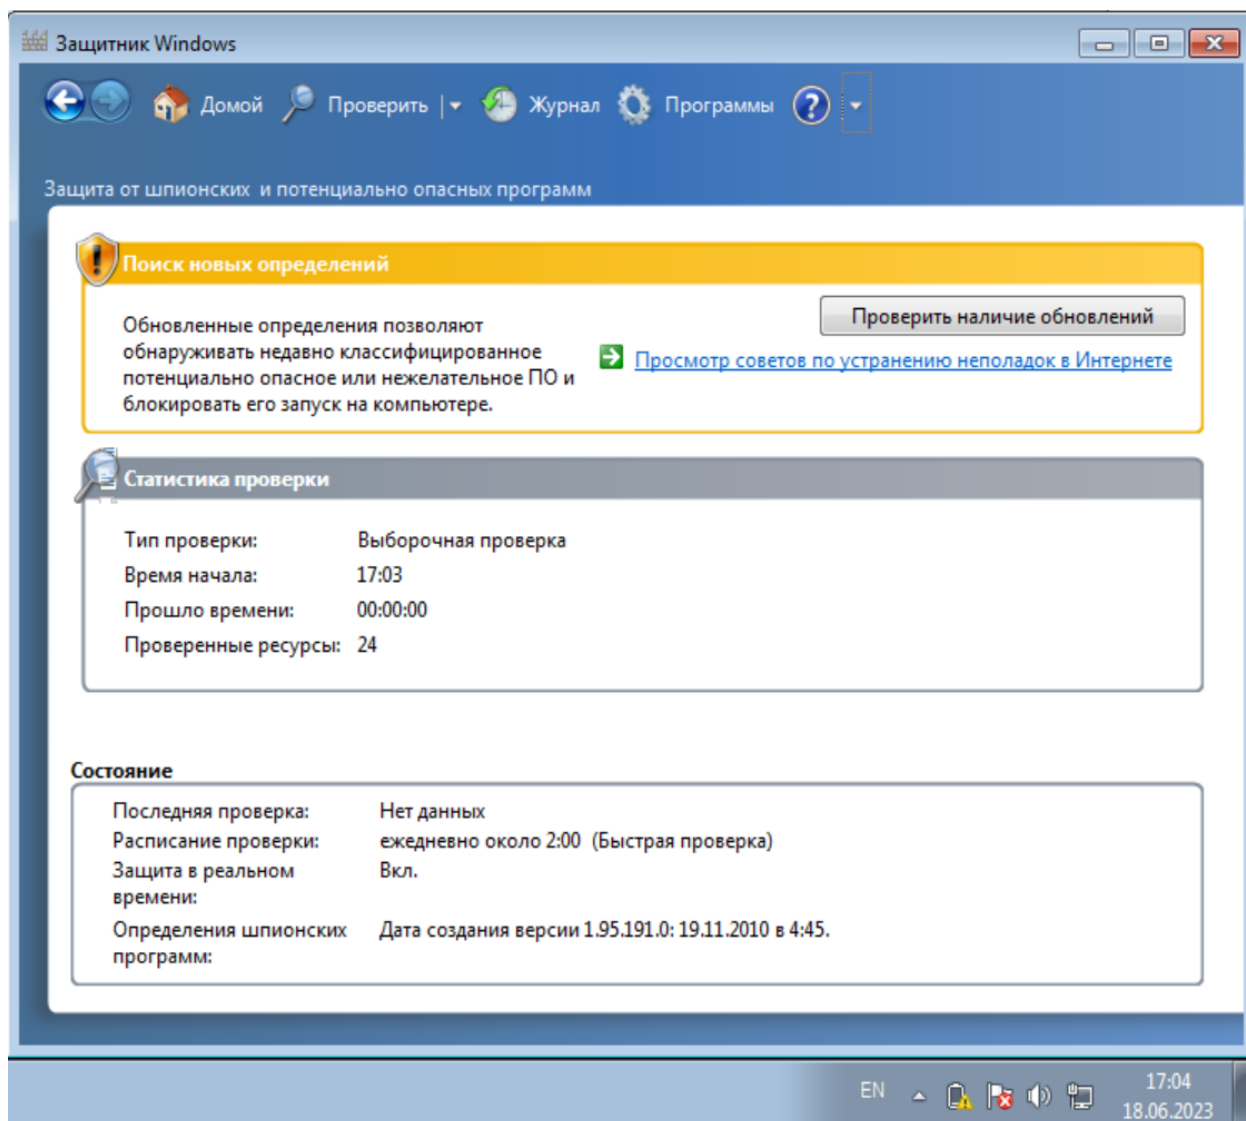 Защитник Windows
Домой Проверить Журнал Программы
Защита от шпионских и потенциально опасных программ
Поиск новых определений
Обновленные определения позволяют
обнаруживать недавно классифицированное
потенциально опасное или нежелательное ПО и
блокировать его запуск на компьютере.
Проверить наличие обновлений
Просмотр советов по устранению неполадок в Интернете
Статистика проверки
Тип проверки: Выборочная проверка
Время начала: 17:03
Прошло времени: 00:00:00
Проверенные ресурсы: 24
Состояние
Последняя проверка: Нет данных
Расписание проверки: ежедневно около 2:00 (Быстрая проверка)
Защита в реальном времени: Вкл.
Определения шпионских программ: Дата создания версии 1.95.191.0: 19.11.2010 в 4:45.
EN
17:04
18.06.2023